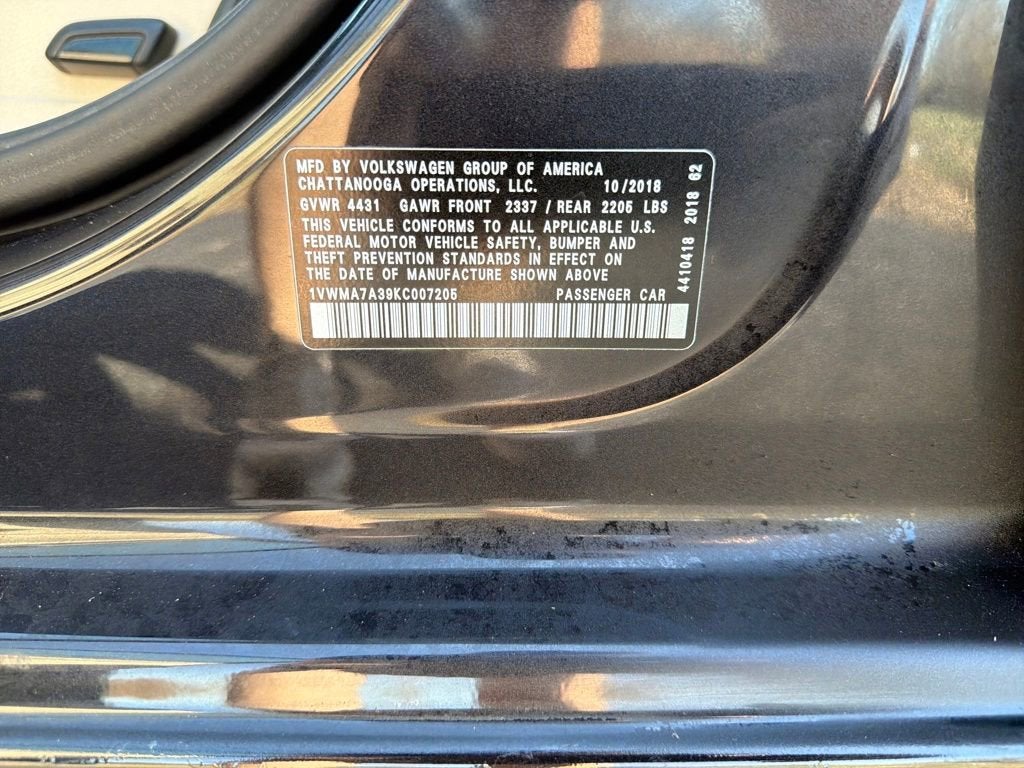 MFD BY VOLKSWAGEN GROUP OF AMERICA
CHATTANOOGA OPERATIONS, LLC. 10/2018
GVWR 4431 GAWR FRONT 2337 / REAR 2205 LBS
THIS VEHICLE CONFORMS TO ALL APPLICABLE U.S.
FEDERAL MOTOR VEHICLE SAFETY, BUMPER AND
THEFT PREVENTION STANDARDS IN EFFECT ON
THE DATE OF MANUFACTURE SHOWN ABOVE
1VWMA7A39KC007205 PASSENGER CAR
4410418 2018 62